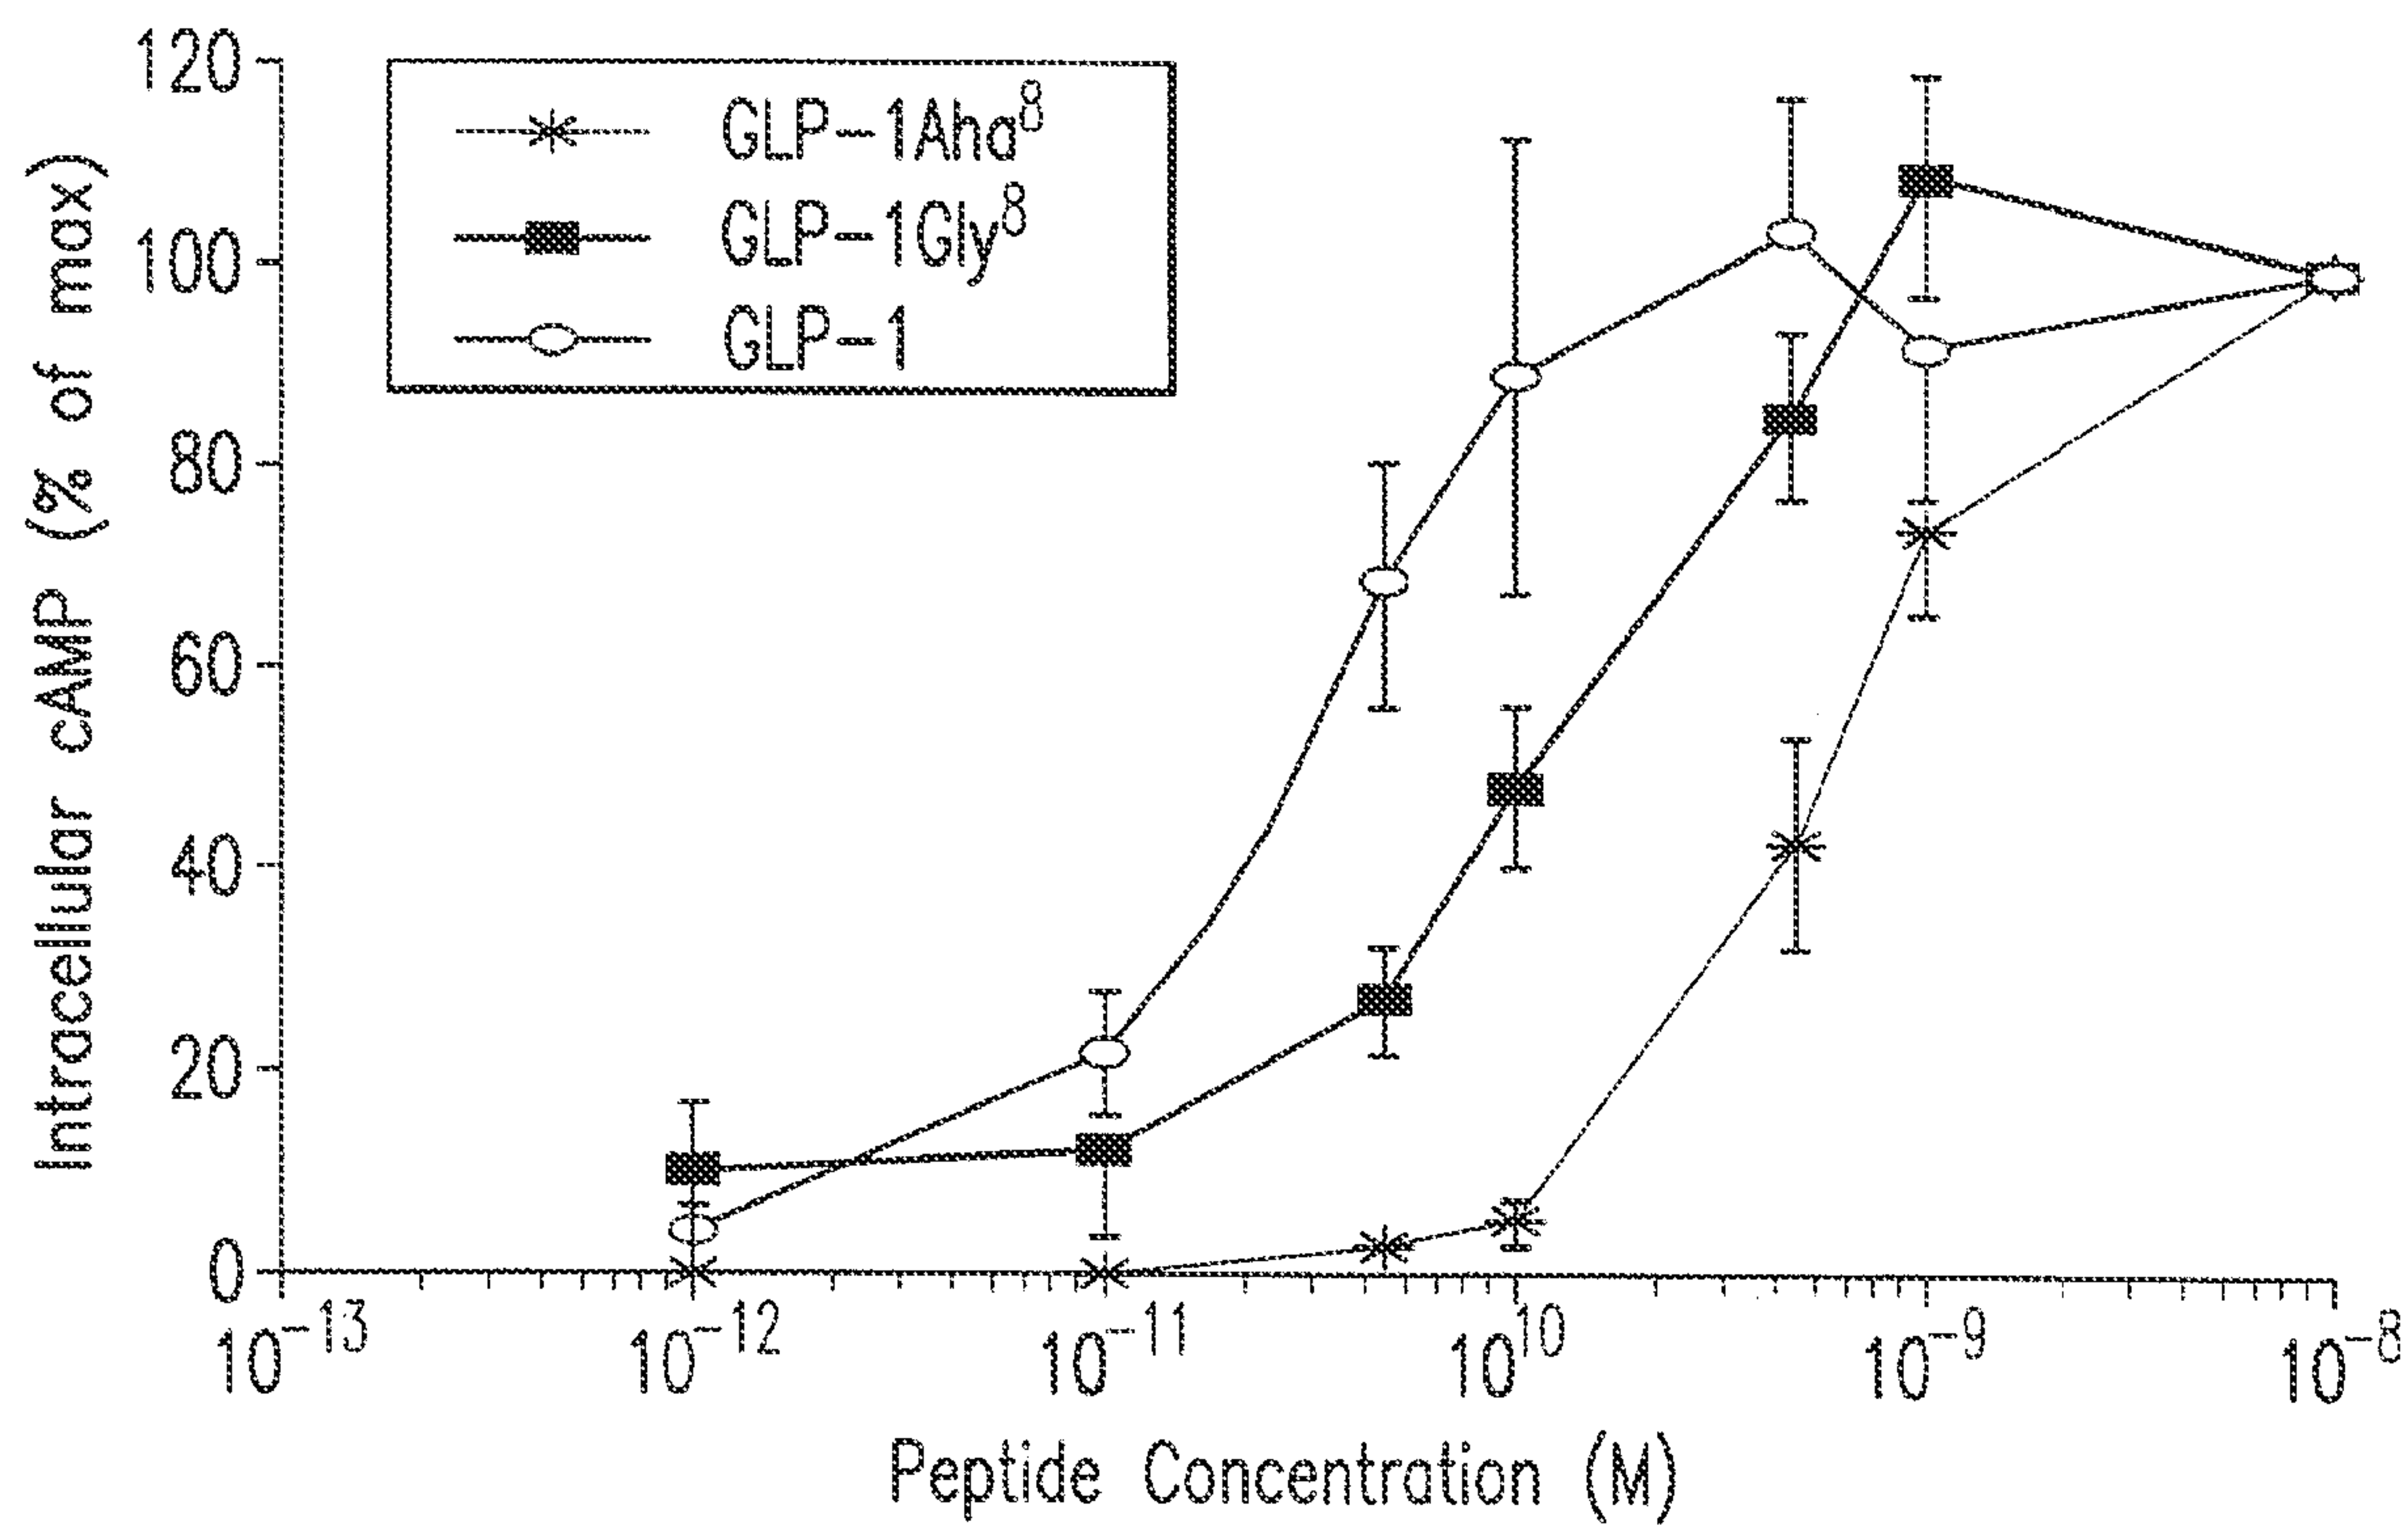 120
100
80
60
40
20
0
Intracellular cAMP (% of max)
GLP-1Aha⁸
GLP-1Gly⁸
GLP-1
10⁻¹³
10⁻¹²
10⁻¹¹
10¹⁰
10⁻⁹
10⁻⁸
Peptide Concentration (M)